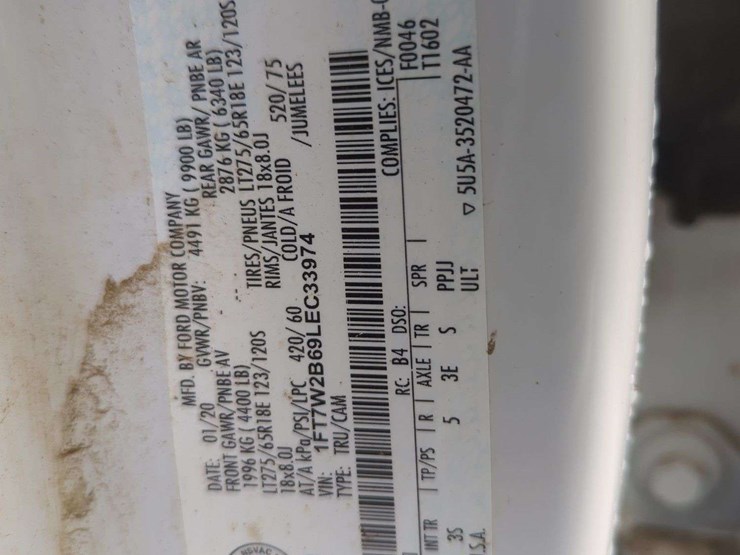 MFD. BY FORD MOTOR COMPANY
DATE: 01/20 GVWR/PNBV: 4491 KG ( 9900 LB)
FRONT GAWR/PNBE AV REAR GAWR/ PNBE AR
1996 KG ( 4400 LB) 2876 KG ( 6340 LB)
LT275/65R18E 123/120S TIRES/PNEUS LT275/65R18E 123/120S
18x8.0J RIMS/JANTES 18x8.0J
AT/A kPa/PSI/LPC 420/ 60 COLD/A FROID 520/ 75
VIN: 1FT7W2B69LEC33974 /JUMELEES
TYPE: TRU/CAM
COMPLIES: ICES/NMB-
RC: B4 DSO: F0046
INT TR TP/PS R AXLE TR SPR T1602
3S 5 3E S PPJJ
U.S.A. ULT ▽ 5U5A-3520472-AA